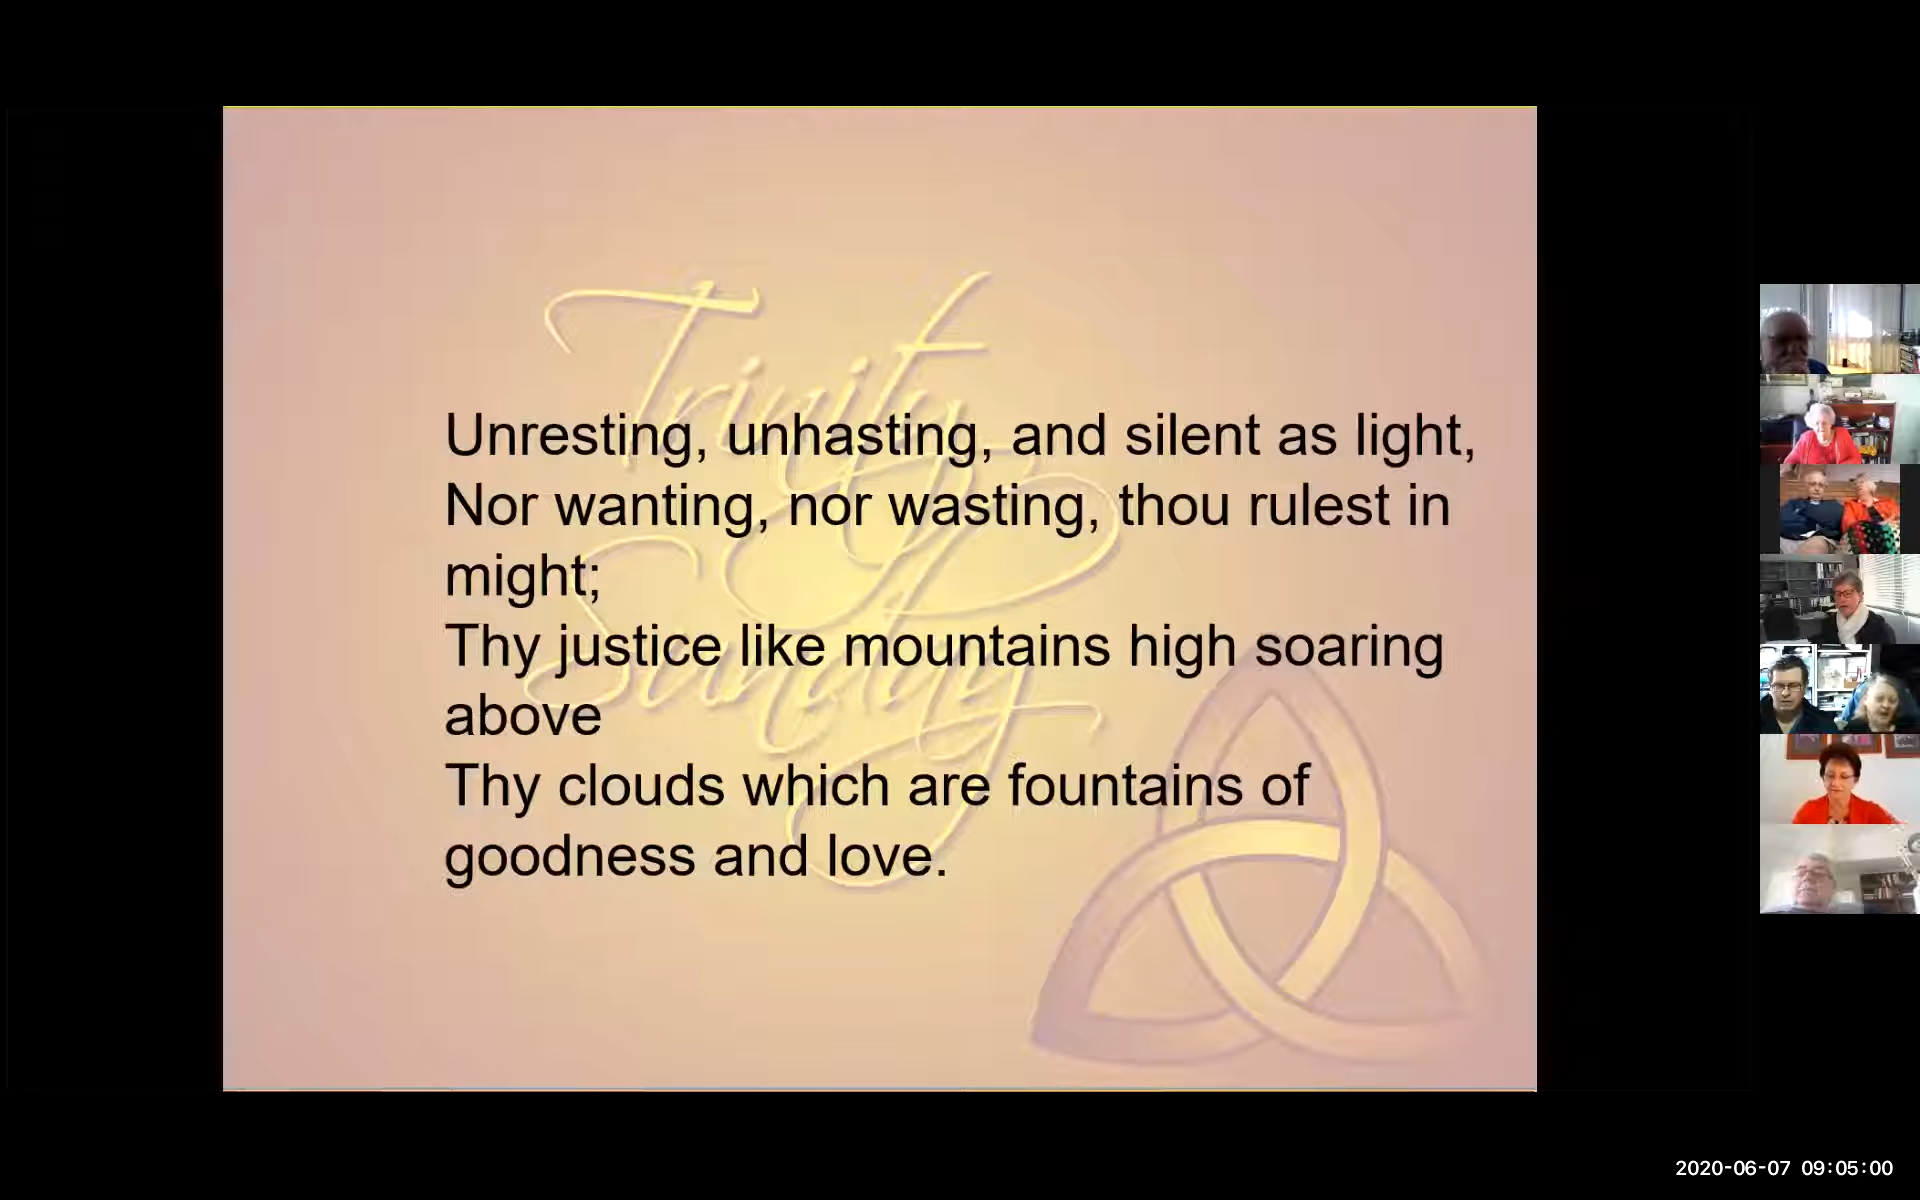 Trinity
Sunday
Unresting, unhasting, and silent as light,
Nor wanting, nor wasting, thou rulest in
might;
Thy justice like mountains high soaring
above
Thy clouds which are fountains of
goodness and love.
2020-06-07 09:05:00